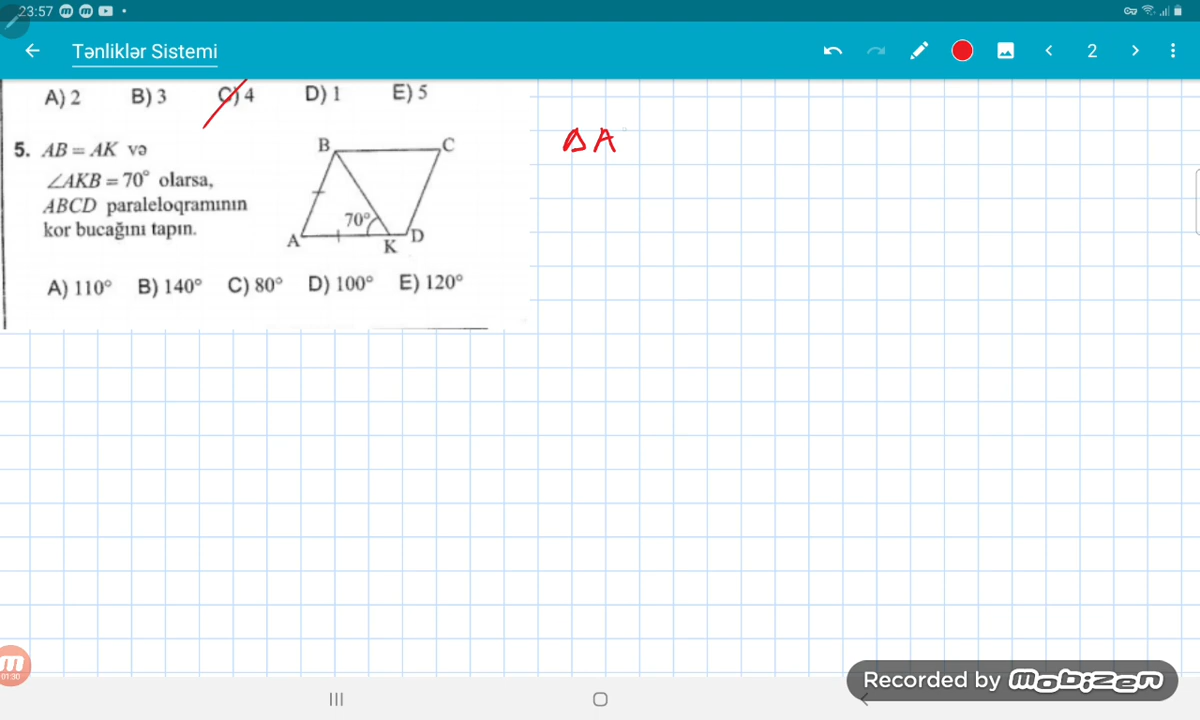 23:57
Tənliklər Sistemi
2
A) 2 B) 3 C) 4 D) 1 E) 5
5. AB = AK və
∠AKB = 70° olarsa,
ABCD paraleloqramının
kor bucağını tapın.
B C
70°
A K D
A) 110° B) 140° C) 80° D) 100° E) 120°
ΔA
01:30
Recorded by mobizen